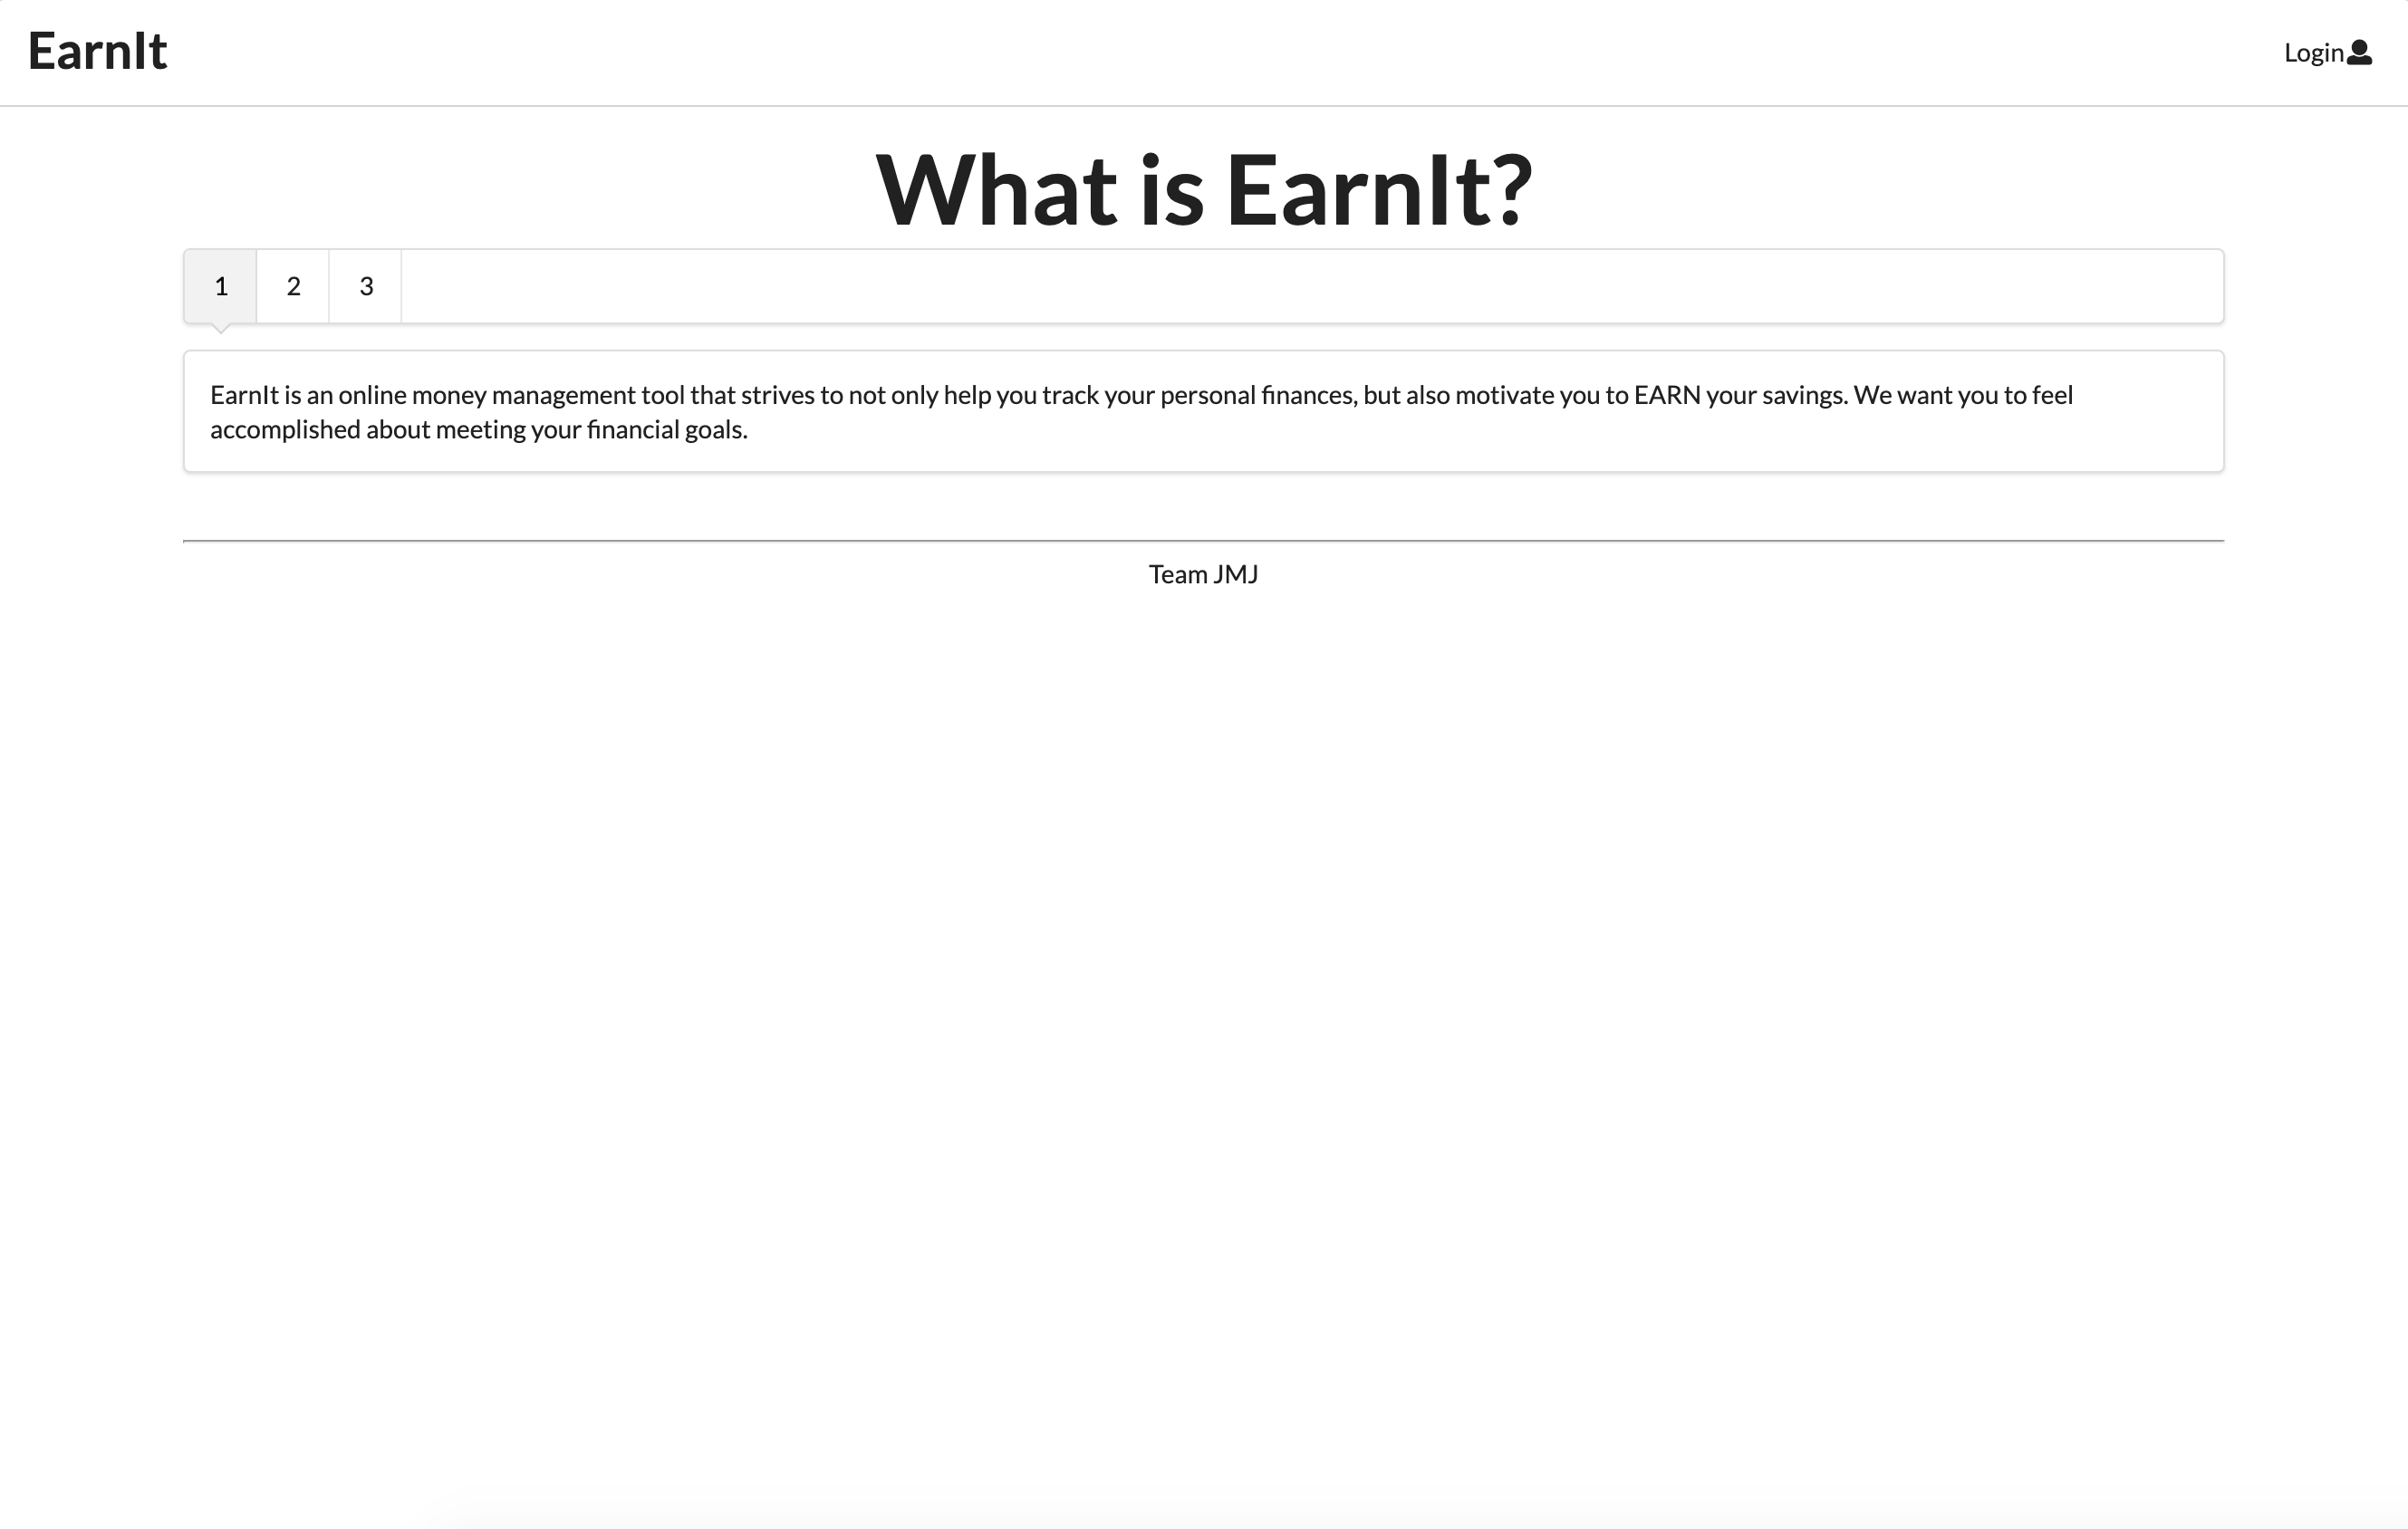 EarnIt
Login
What is EarnIt?
1 2 3
EarnIt is an online money management tool that strives to not only help you track your personal finances, but also motivate you to EARN your savings. We want you to feel
accomplished about meeting your financial goals.
Team JMJ